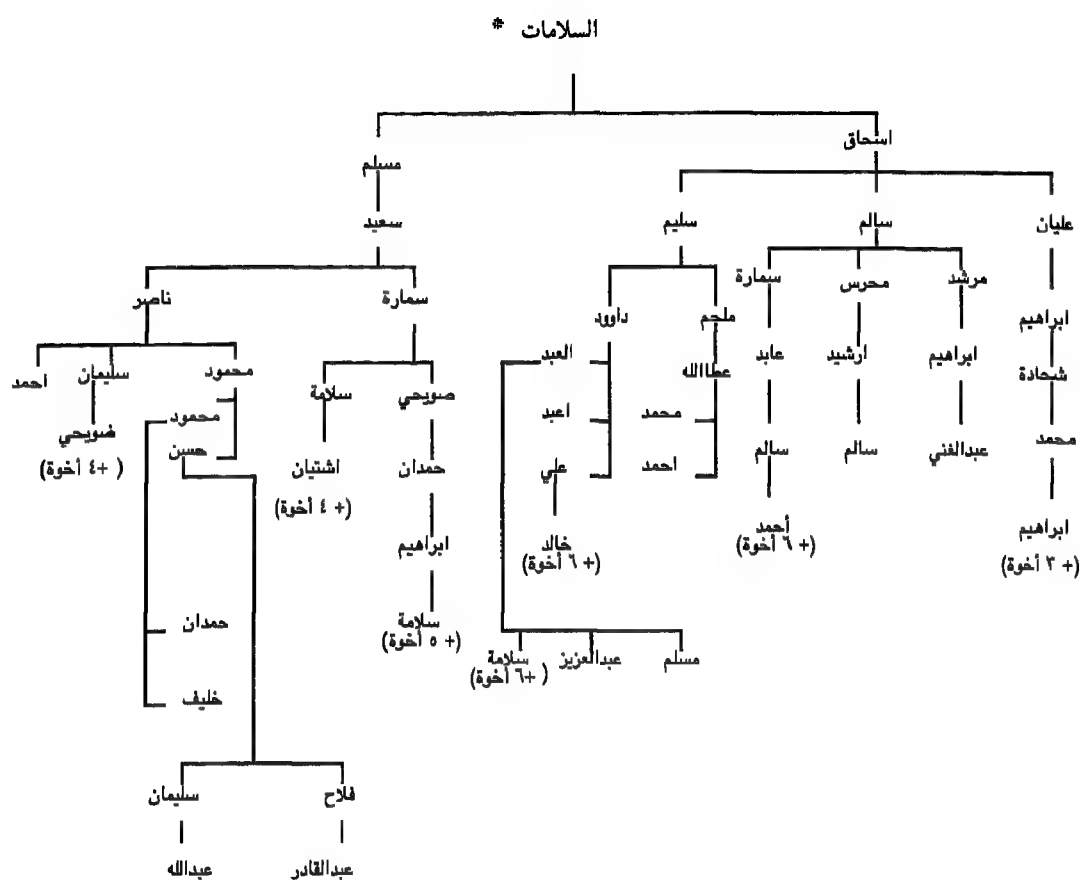 السلامات *
اسحاق
مسلم
عليان
سالم
سليم
سعيد
مرشد
محرس
سمارة
ملحم
داوود
سمارة
ناصر
ابراهيم
ابراهيم
ارشيد
عابد
عطاالله
العبد
صويحي
سلامة
محمود
سليمان
احمد
شحادة
محمد
اعبد
محمود
ضويحي
(+٤ أخوة)
محمد
عبدالغني
سالم
سالم
احمد
علي
حمدان
اشتيان
(+ ٤ أخوة)
حسن
ابراهيم
(+ ٣ أخوة)
أحمد
(+ ٦ أخوة)
خالد
(+ ٦ أخوة)
ابراهيم
سلامة
(+ ٥ أخوة)
حمدان
مسلم
عبدالعزيز
سلامة
(+٦ أخوة)
خليف
فلاح
سليمان
عبدالقادر
عبدالله